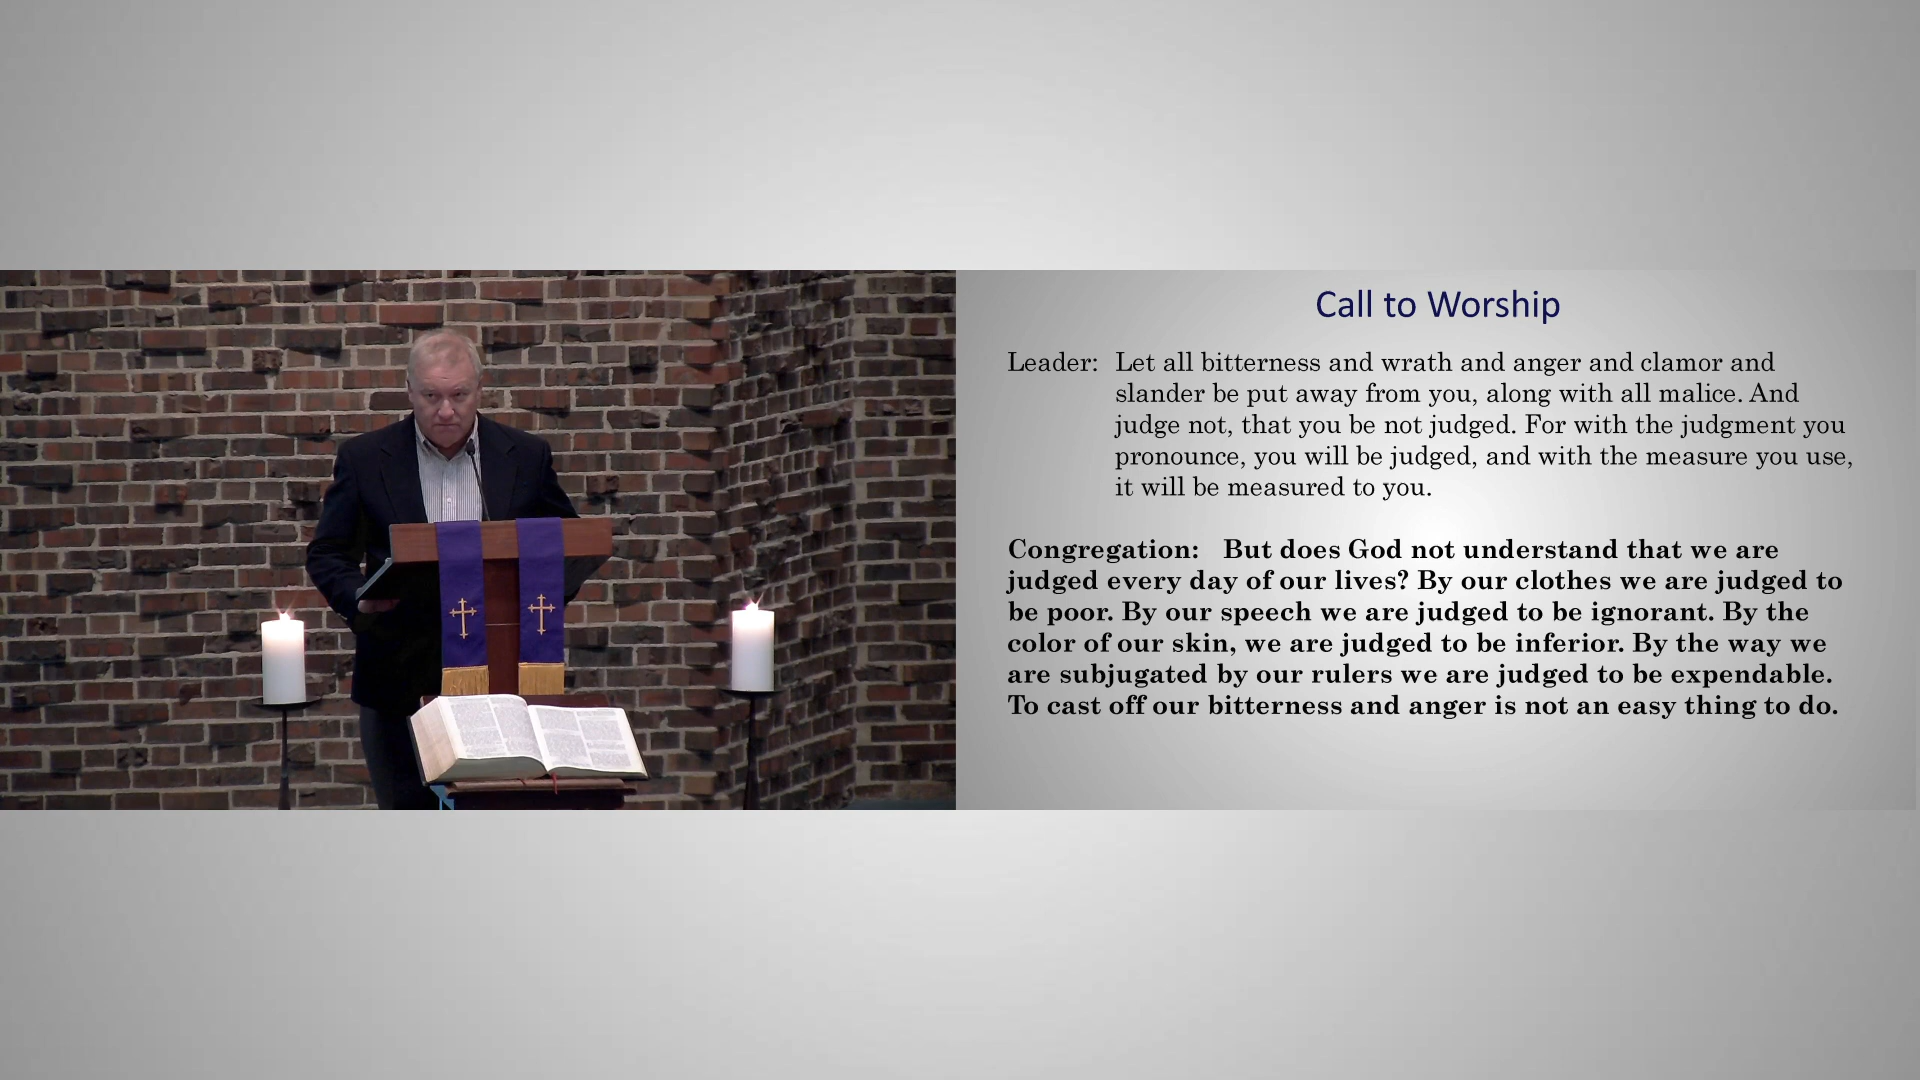 Call to Worship
Leader: Let all bitterness and wrath and anger and clamor and
slander be put away from you, along with all malice. And
judge not, that you be not judged. For with the judgment you
pronounce, you will be judged, and with the measure you use,
it will be measured to you.
Congregation: But does God not understand that we are
judged every day of our lives? By our clothes we are judged to
be poor. By our speech we are judged to be ignorant. By the
color of our skin, we are judged to be inferior. By the way we
are subjugated by our rulers we are judged to be expendable.
To cast off our bitterness and anger is not an easy thing to do.